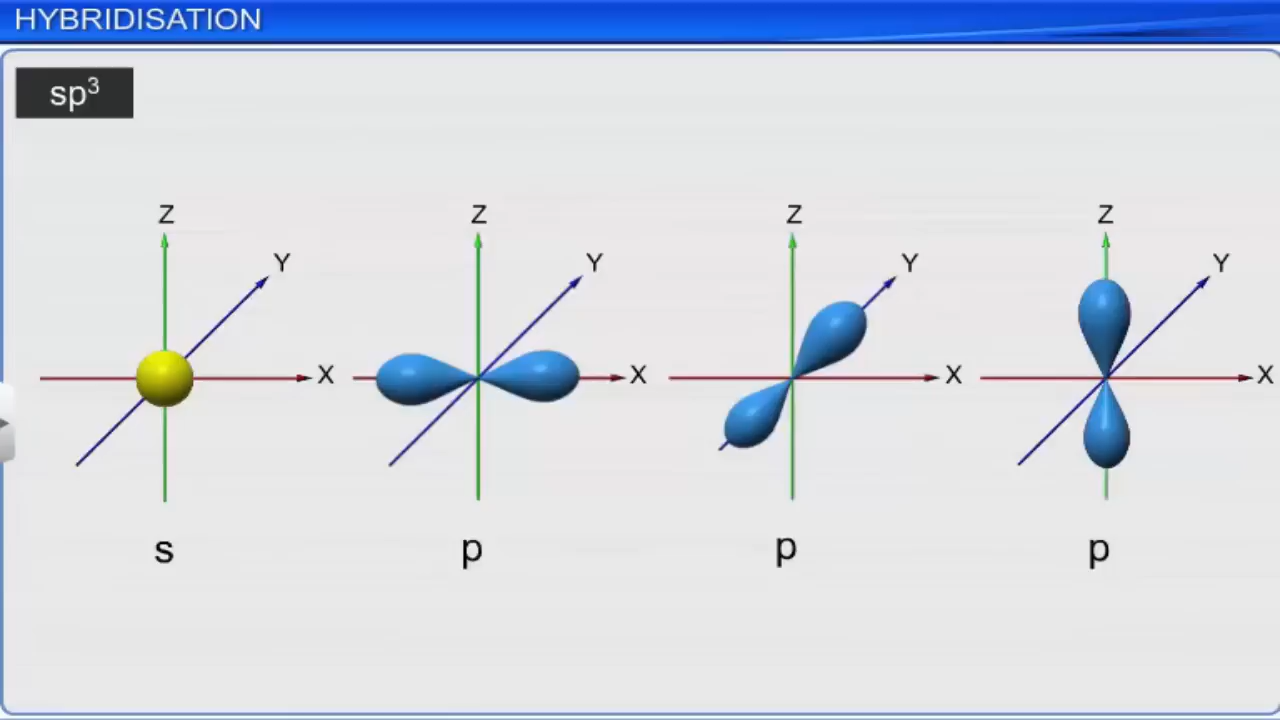 HYBRIDISATION
sp³
Z Z Z Z
Y Y Y Y
X X X X
s p p p